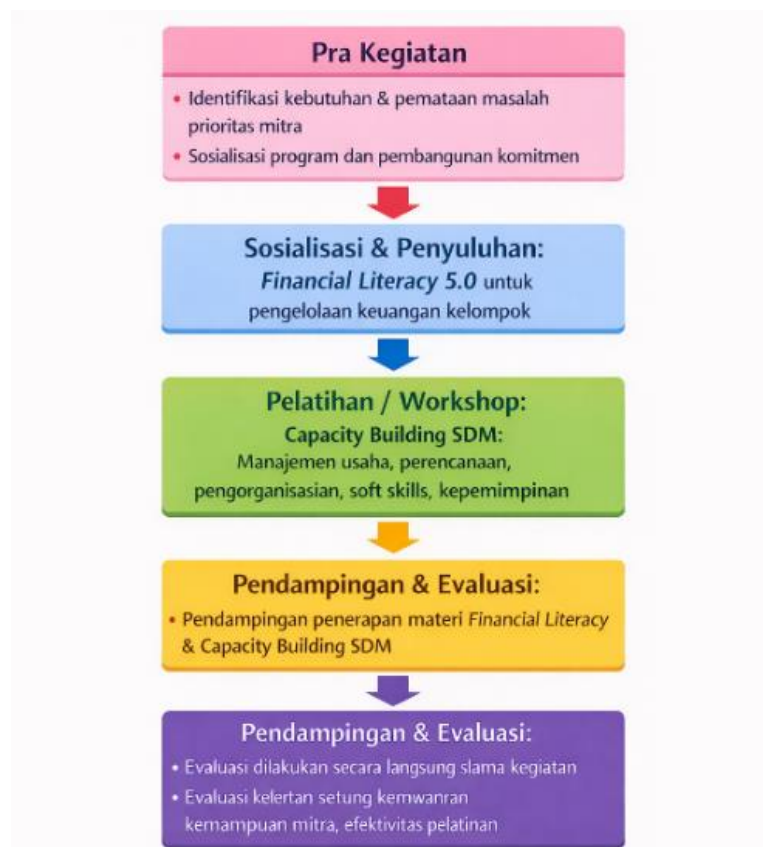 Pra Kegiatan
• Identifikasi kebutuhan & pemataan masalah
prioritas mitra
• Sosialisasi program dan pembangunan komitmen
Sosialisasi & Penyuluhan:
Financial Literacy 5.0 untuk
pengelolaan keuangan kelompok
Pelatihan / Workshop:
Capacity Building SDM:
Manajemen usaha, perencanaan,
pengorganisasian, soft skills, kepemimpinan
Pendampingan & Evaluasi:
• Pendampingan penerapan materi Financial Literacy
& Capacity Building SDM
Pendampingan & Evaluasi:
• Evaluasi dilakukan secara langsung slama kegiatan
• Evaluasi kelertan setung kemwanran
kemampuan mitra, efektivitas pelatinan